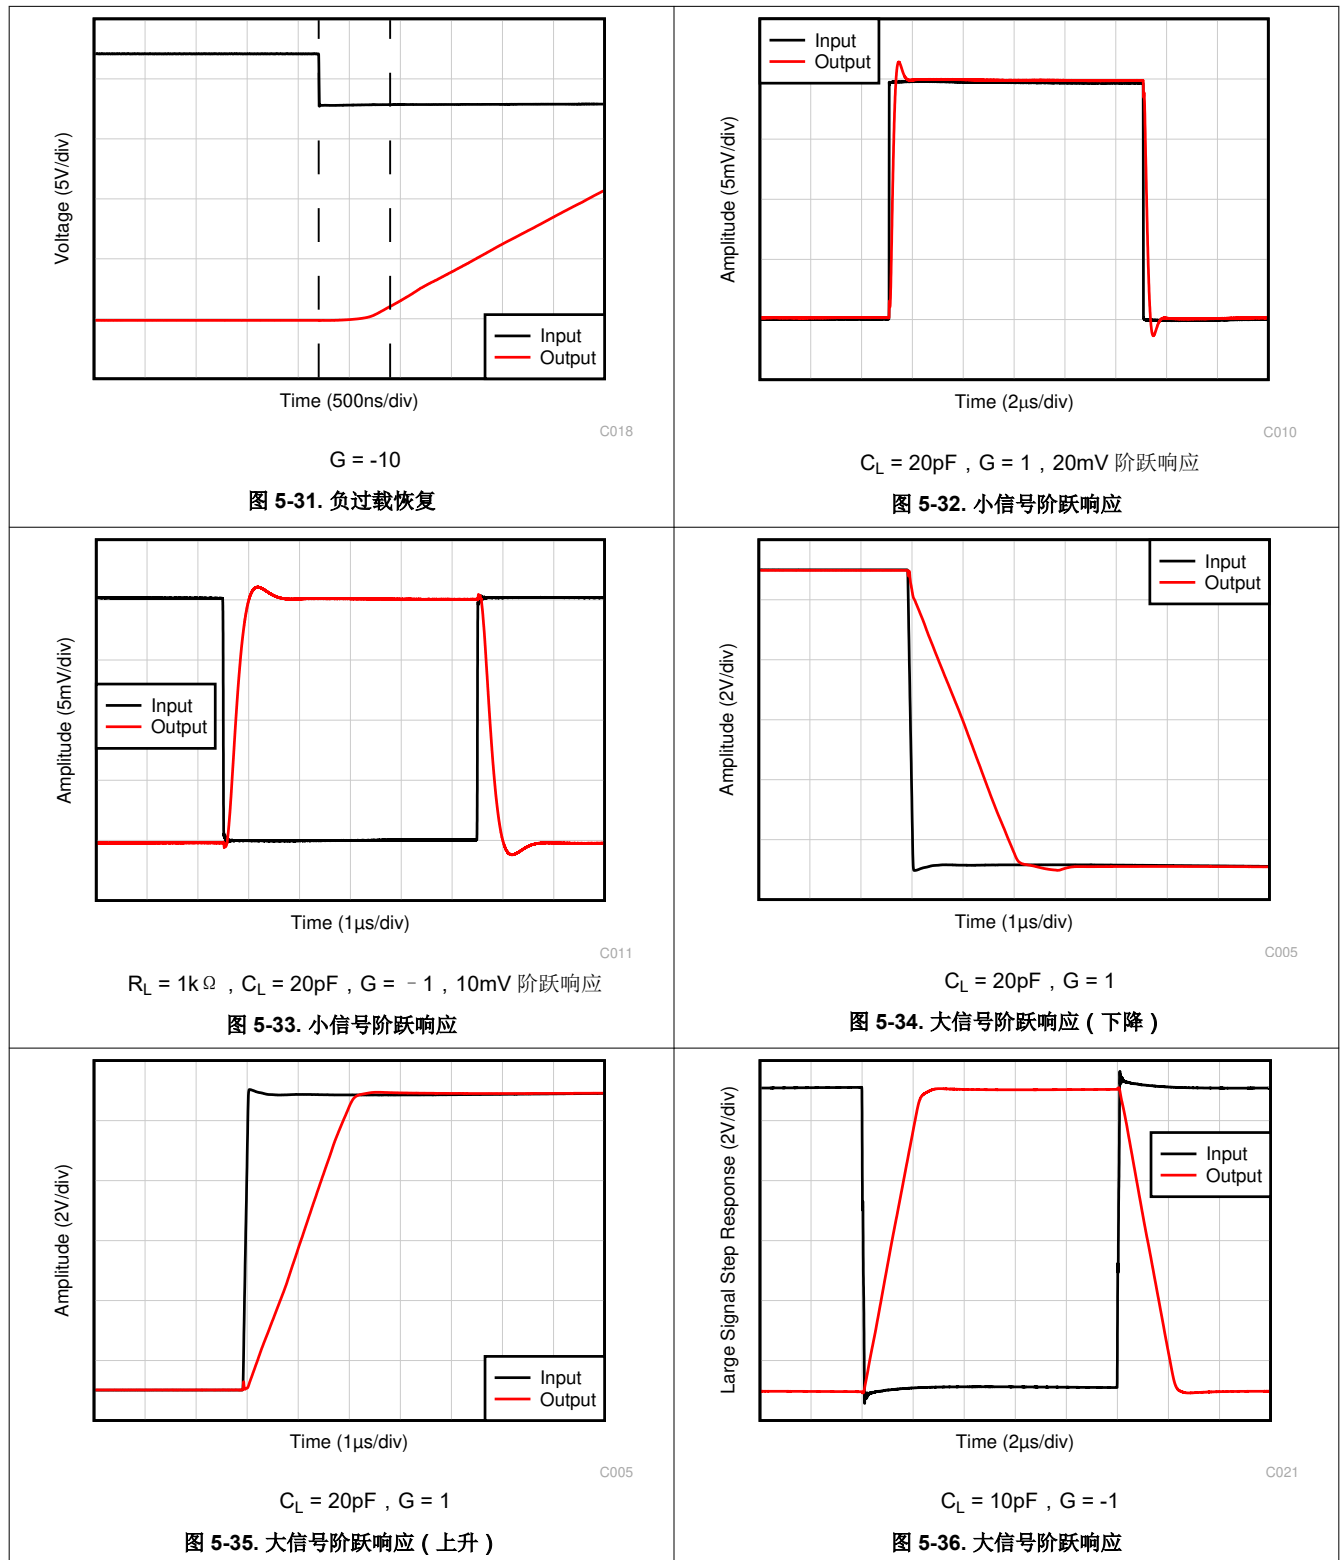 Voltage (5V/div)
Input
Output
Time (500ns/div)
C018
G = -10
图 5-31. 负过载恢复
Input
Output
Amplitude (5mV/div)
Time (2μs/div)
C010
CL = 20pF , G = 1 , 20mV 阶跃响应
图 5-32. 小信号阶跃响应
Amplitude (5mV/div)
Input
Output
Time (1μs/div)
C011
RL = 1kΩ , CL = 20pF , G = -1 , 10mV 阶跃响应
图 5-33. 小信号阶跃响应
Input
Output
Amplitude (2V/div)
Time (1μs/div)
C005
CL = 20pF , G = 1
图 5-34. 大信号阶跃响应 ( 下降 )
Amplitude (2V/div)
Input
Output
Time (1μs/div)
C005
CL = 20pF , G = 1
图 5-35. 大信号阶跃响应 ( 上升 )
Large Signal Step Response (2V/div)
Input
Output
Time (2μs/div)
C021
CL = 10pF , G = -1
图 5-36. 大信号阶跃响应